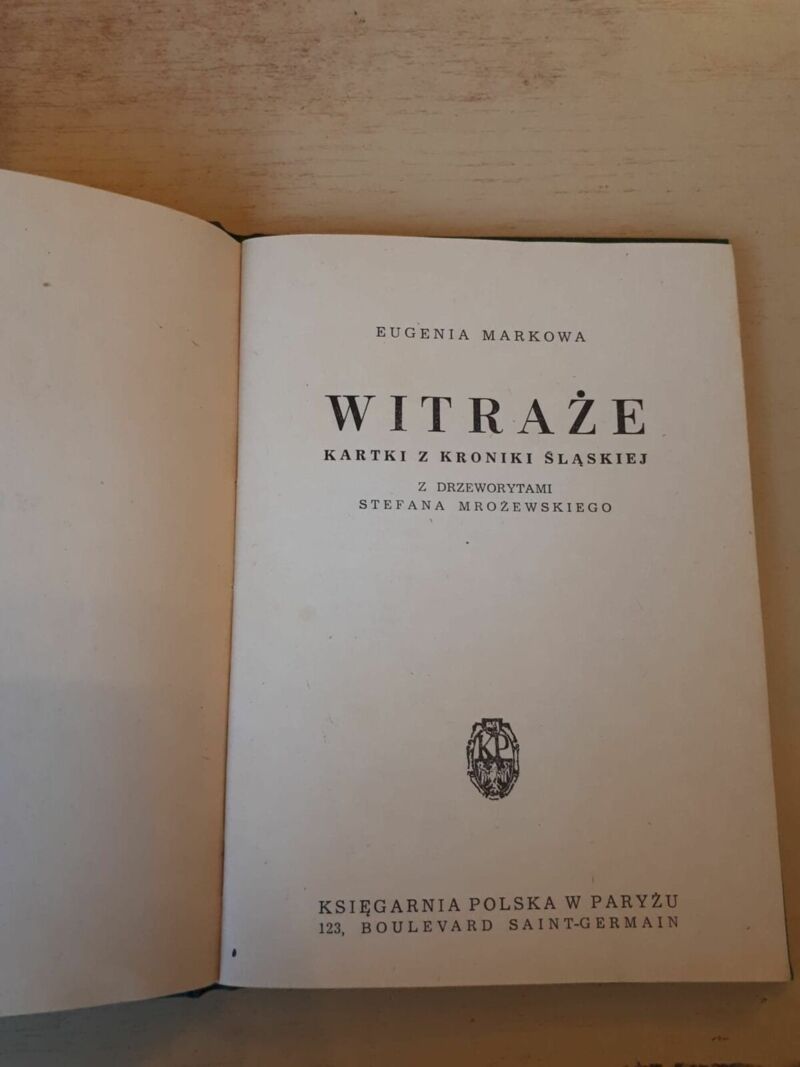 EUGENIA MARKOWA
WITRAŻE
KARTKI Z KRONIKI ŚLĄSKIEJ
Z DRZEWORYTAMI
STEFANA MROŻEWSKIEGO
KP
KSIĘGARNIA POLSKA W PARYŻU
123, BOULEVARD SAINT-GERMAIN